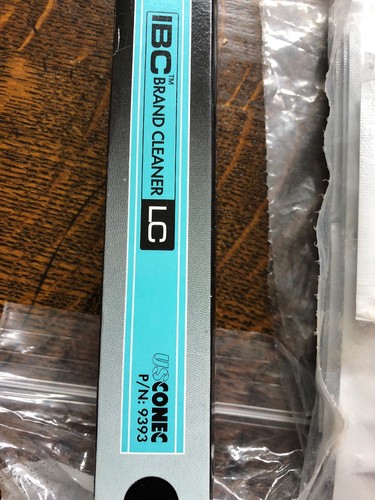 IBC™ BRAND CLEANER LC
USCONEC
P/N: 9393